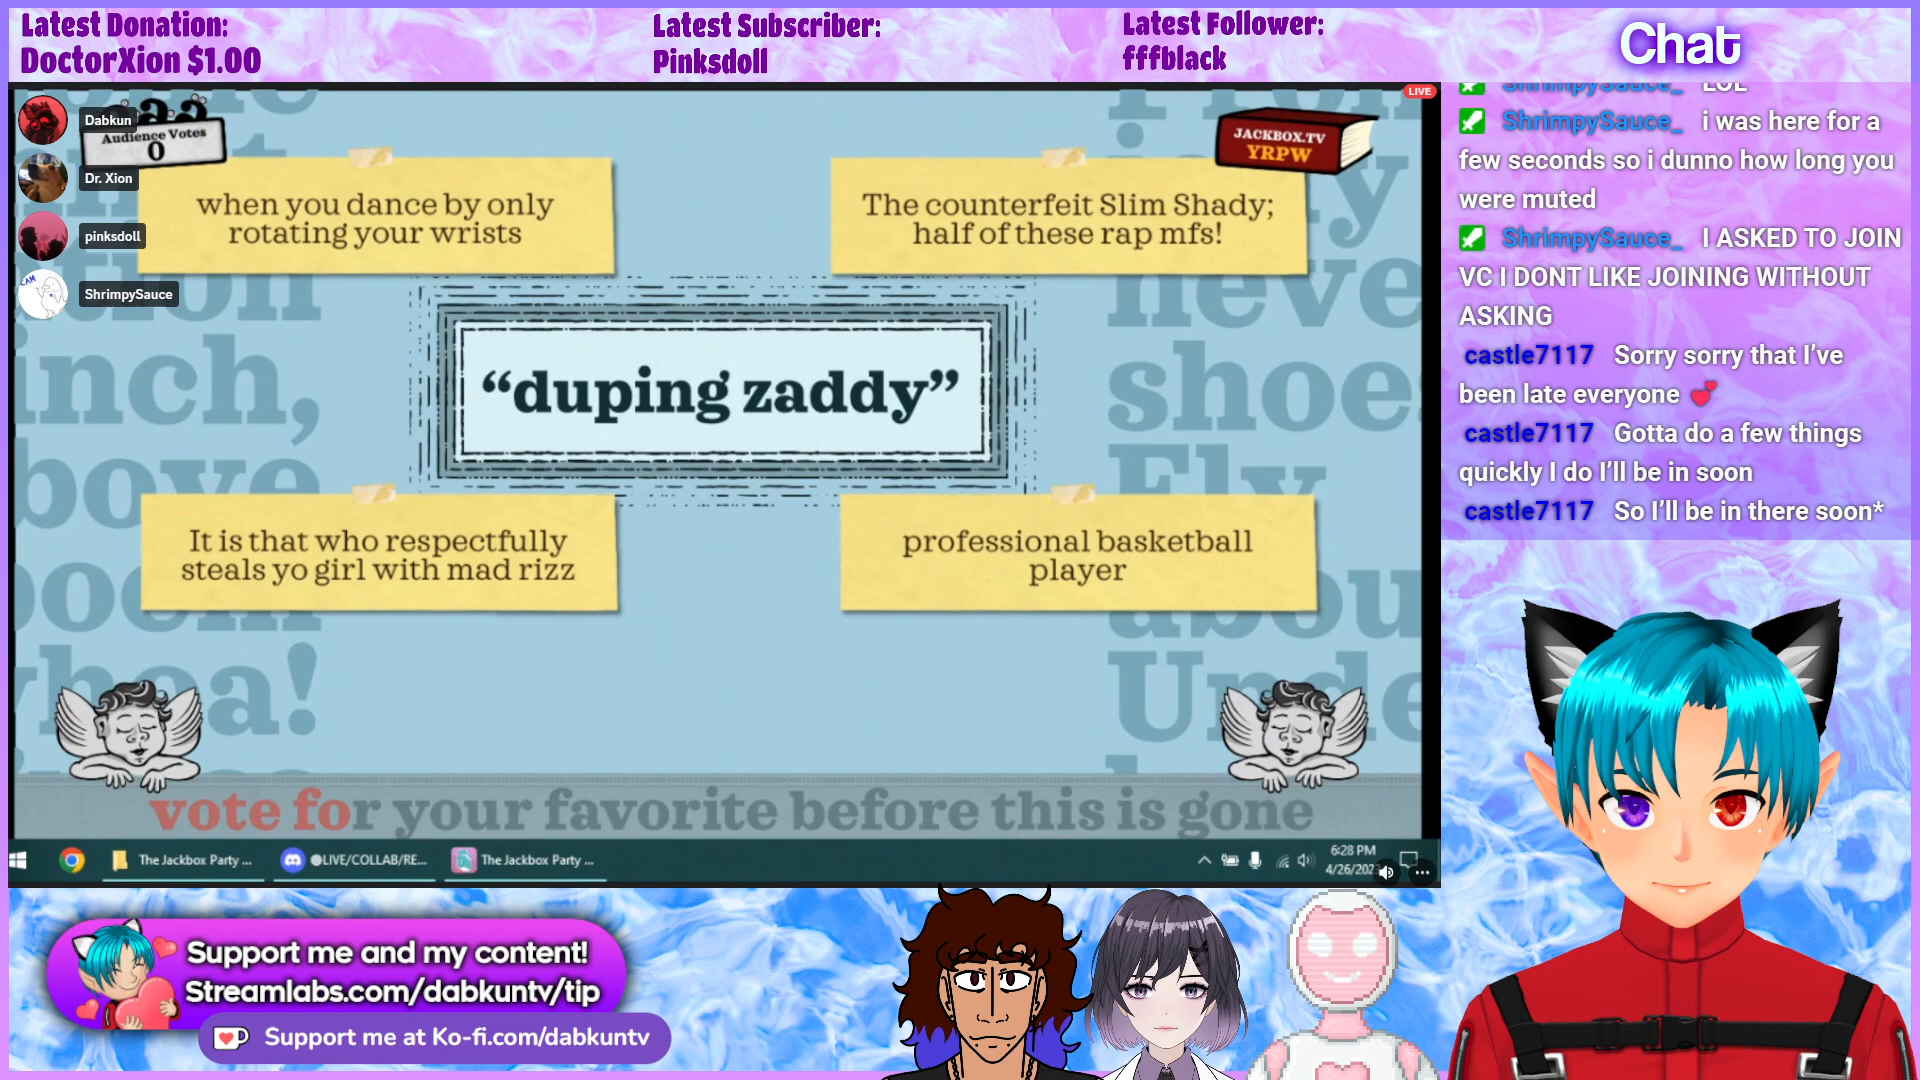 Latest Donation:
DoctorXion $1.00
Latest Subscriber:
Pinksdoll
Latest Follower:
fffblack
Chat
LIVE
Dabkun
Audience Votes
0
Dr. Xion
pinksdoll
ShrimpySauce
JACKBOX.TV
YRPW
when you dance by only
rotating your wrists
The counterfeit Slim Shady;
half of these rap mfs!
“duping zaddy”
It is that who respectfully
steals yo girl with mad rizz
professional basketball
player
inch,
shoe
vote for your favorite before this is gone
The Jackbox Party ...
●LIVE/COLLAB/RE...
The Jackbox Party ...
6:28 PM
4/26/202
ShrimpySauce_ LOL
ShrimpySauce_ i was here for a
few seconds so i dunno how long you
were muted
ShrimpySauce_ I ASKED TO JOIN
VC I DONT LIKE JOINING WITHOUT
ASKING
castle7117 Sorry sorry that I’ve
been late everyone 💕
castle7117 Gotta do a few things
quickly I do I’ll be in soon
castle7117 So I’ll be in there soon*
Support me and my content!
Streamlabs.com/dabkuntv/tip
Support me at Ko-fi.com/dabkuntv